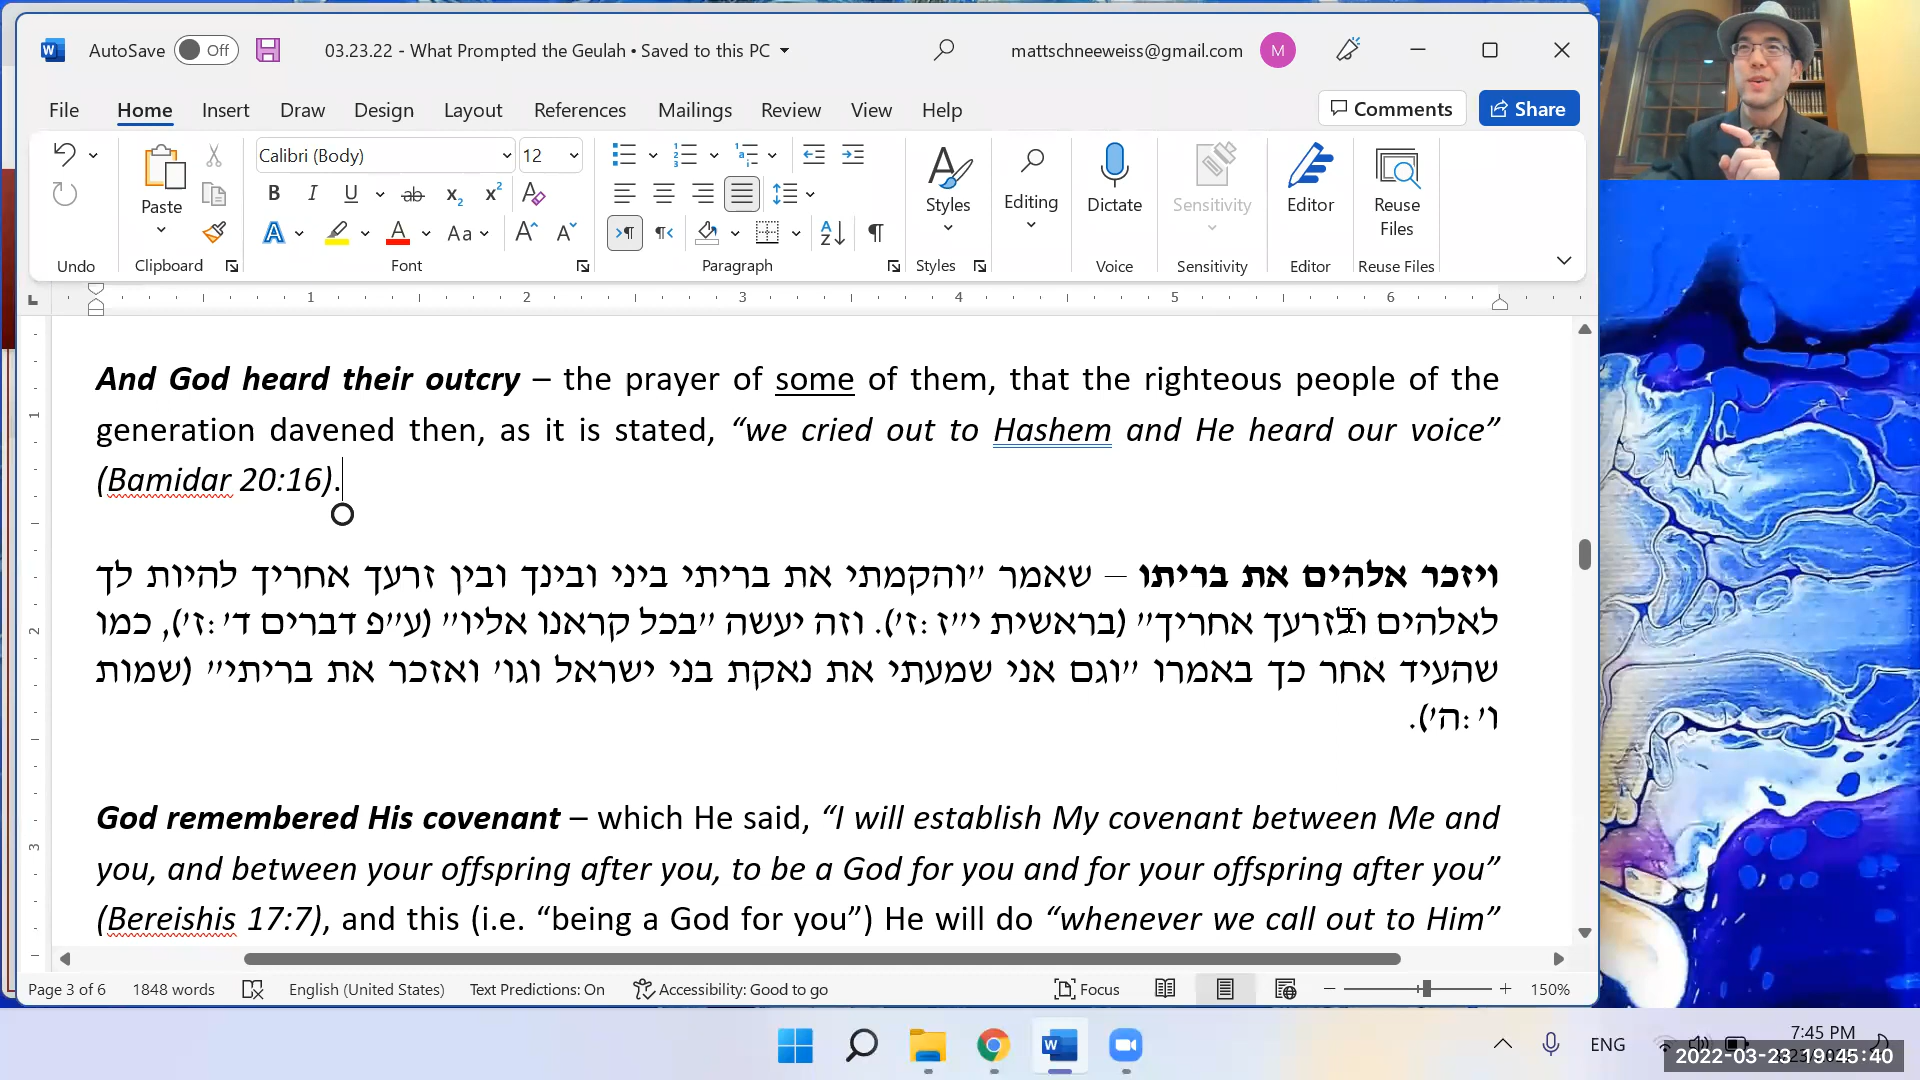 AutoSave Off 03.23.22 - What Prompted the Geulah • Saved to this PC mattschneeweiss@gmail.com M
File Home Insert Draw Design Layout References Mailings Review View Help Comments Share
Calibri (Body) 12
Paste Styles Editing Dictate Sensitivity Editor Reuse Files
Undo Clipboard Font Paragraph Styles Voice Sensitivity Editor Reuse Files
1 2 3 4 5 6
And God heard their outcry – the prayer of some of them, that the righteous people of the
generation davened then, as it is stated, “we cried out to Hashem and He heard our voice”
(Bamidar 20:16).
ויזכר אלהים את בריתו – שאמר ״והקמתי את בריתי ביני ובינך ובין זרעך אחריך להיות לך
לאלהים ולזרעך אחריך״ (בראשית י״ז :ז׳). וזה יעשה ״בכל קראנו אליו״ (ע״פ דברים ד׳ :ז׳), כמו
שהעיד אחר כך באמרו ״וגם אני שמעתי את נאקת בני ישראל וגו׳ ואזכר את בריתי״ (שמות
ו׳ :ה׳).
God remembered His covenant – which He said, “I will establish My covenant between Me and
you, and between your offspring after you, to be a God for you and for your offspring after you”
(Bereishis 17:7), and this (i.e. “being a God for you”) He will do “whenever we call out to Him”
Page 3 of 6 1848 words English (United States) Text Predictions: On Accessibility: Good to go Focus 150%
ENG 7:45 PM
2022-03-23 19:45:40